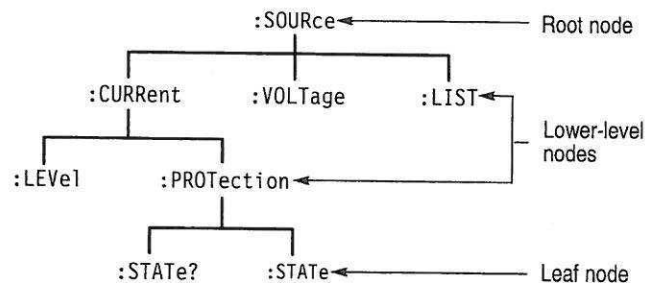 :SOURce
Root node
:CURRent
:VOLTage
:LIST
Lower-level
nodes
:LEVel
:PROTection
:STATe?
:STATe
Leaf node